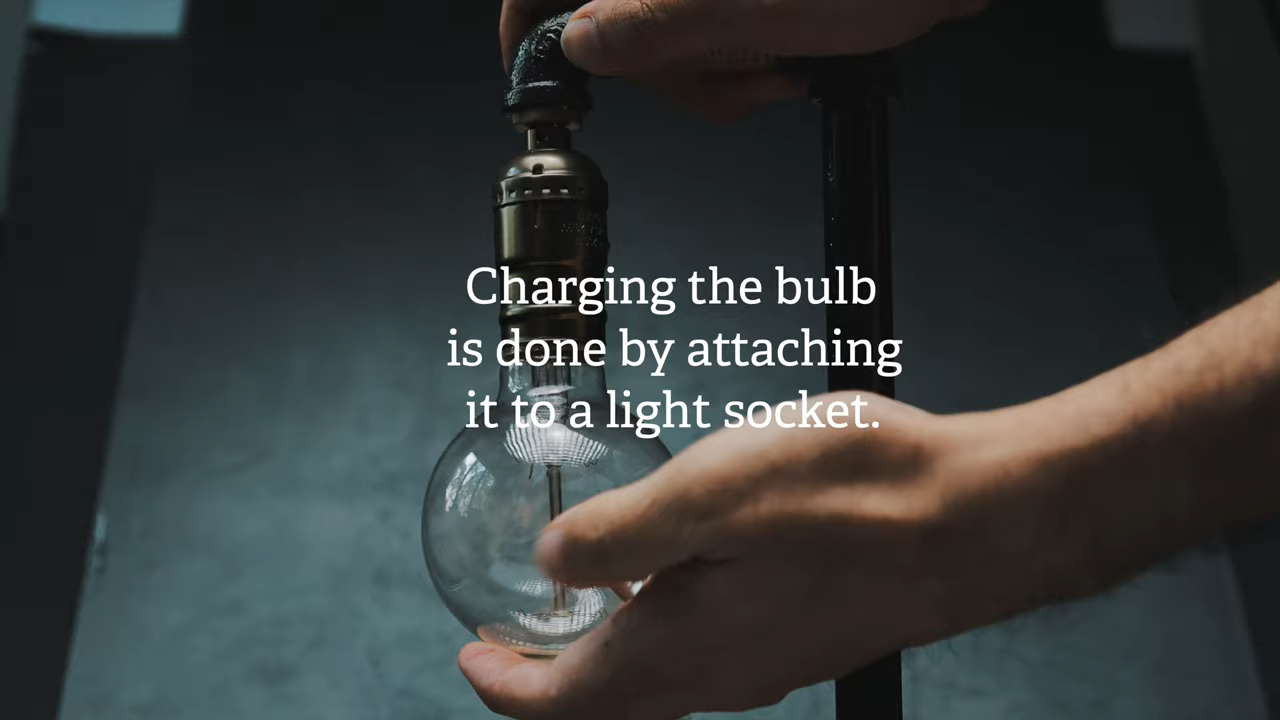 Charging the bulb
is done by attaching
it to a light socket.